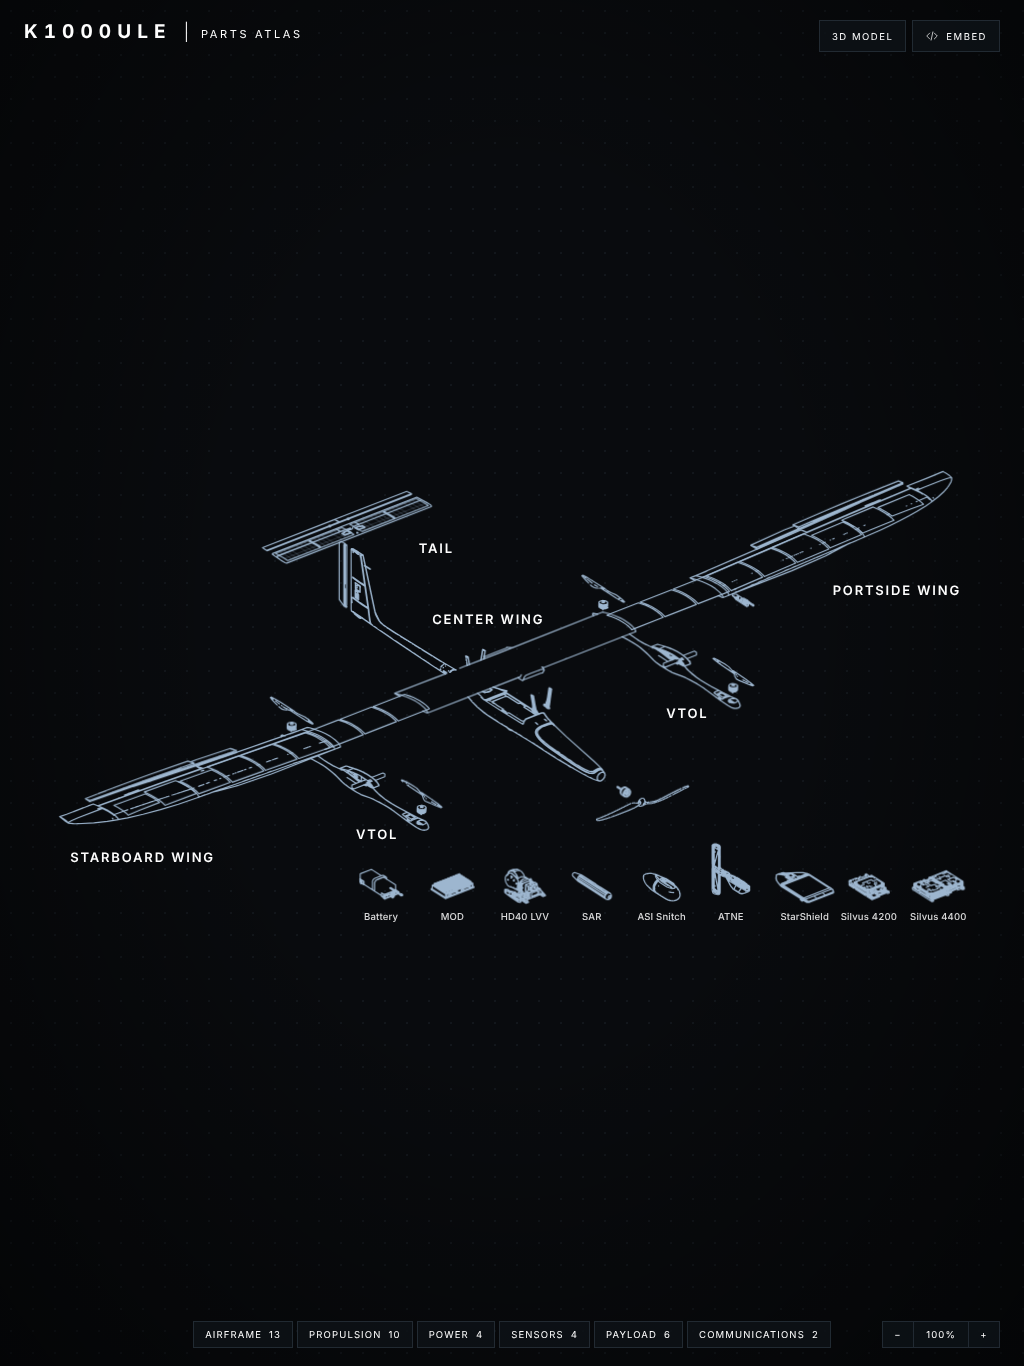 K1000ULE
PARTS ATLAS
3D MODEL
</> EMBED
TAIL
PORTSIDE WING
CENTER WING
VTOL
VTOL
STARBOARD WING
Battery
MOD
HD40 LVV
SAR
ASI Snitch
ATNE
StarShield
Silvus 4200
Silvus 4400
AIRFRAME 13
PROPULSION 10
POWER 4
SENSORS 4
PAYLOAD 6
COMMUNICATIONS 2
− 100% +